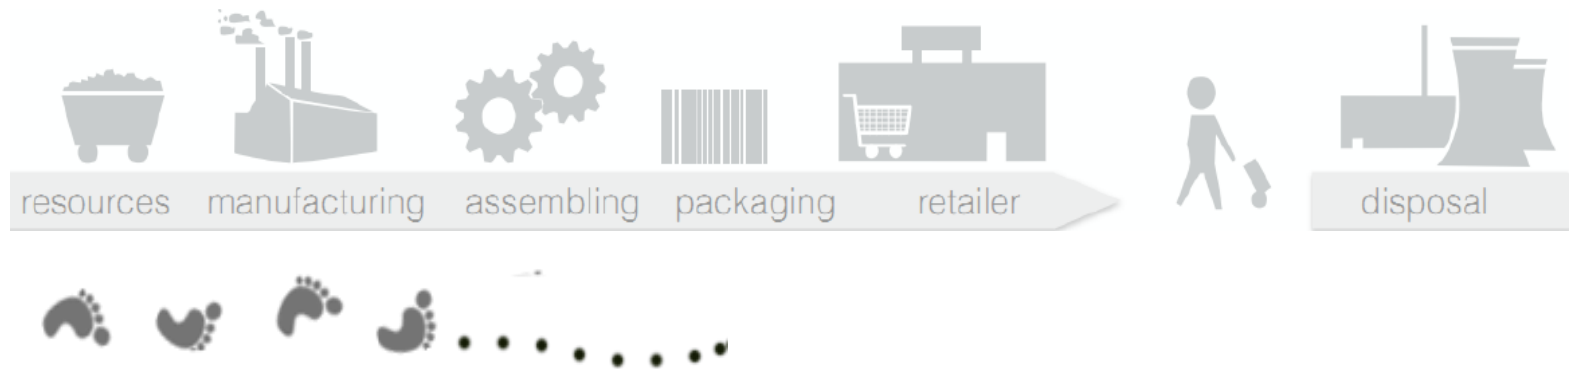 resources manufacturing assembling packaging retailer disposal